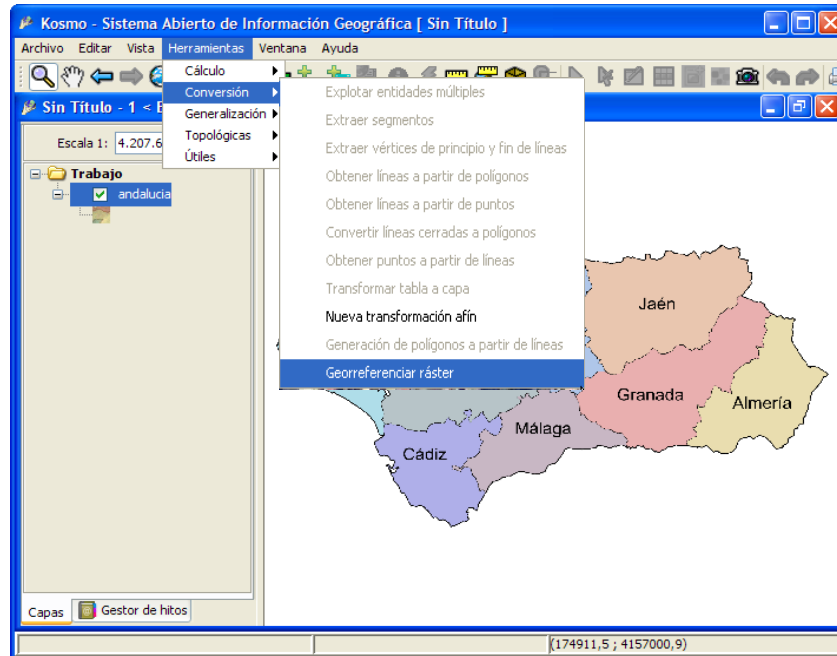 Kosmo - Sistema Abierto de Información Geográfica [ Sin Título ]
Archivo Editar Vista Herramientas Ventana Ayuda
Cálculo
Conversión
Generalización
Topológicas
Útiles
Explotar entidades múltiples
Extraer segmentos
Extraer vértices de principio y fin de líneas
Obtener líneas a partir de polígonos
Obtener líneas a partir de puntos
Convertir líneas cerradas a polígonos
Obtener puntos a partir de líneas
Transformar tabla a capa
Nueva transformación afín
Generación de polígonos a partir de líneas
Georreferenciar ráster
Sin Título - 1 <
Escala 1: 4.207.6
Trabajo
andalucia
Jaén
Granada
Almería
Málaga
Cádiz
Capas Gestor de hitos
(174911,5 ; 4157000,9)